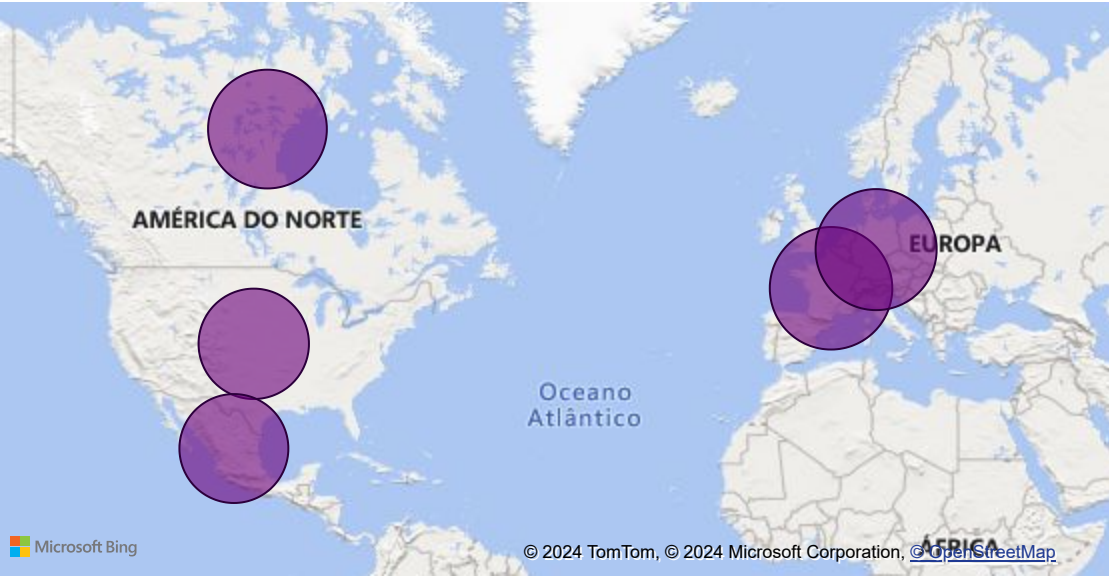 AMÉRICA DO NORTE
EUROPA
Oceano
Atlântico
ÁFRICA
Microsoft Bing
© 2024 TomTom, © 2024 Microsoft Corporation, © OpenStreetMap